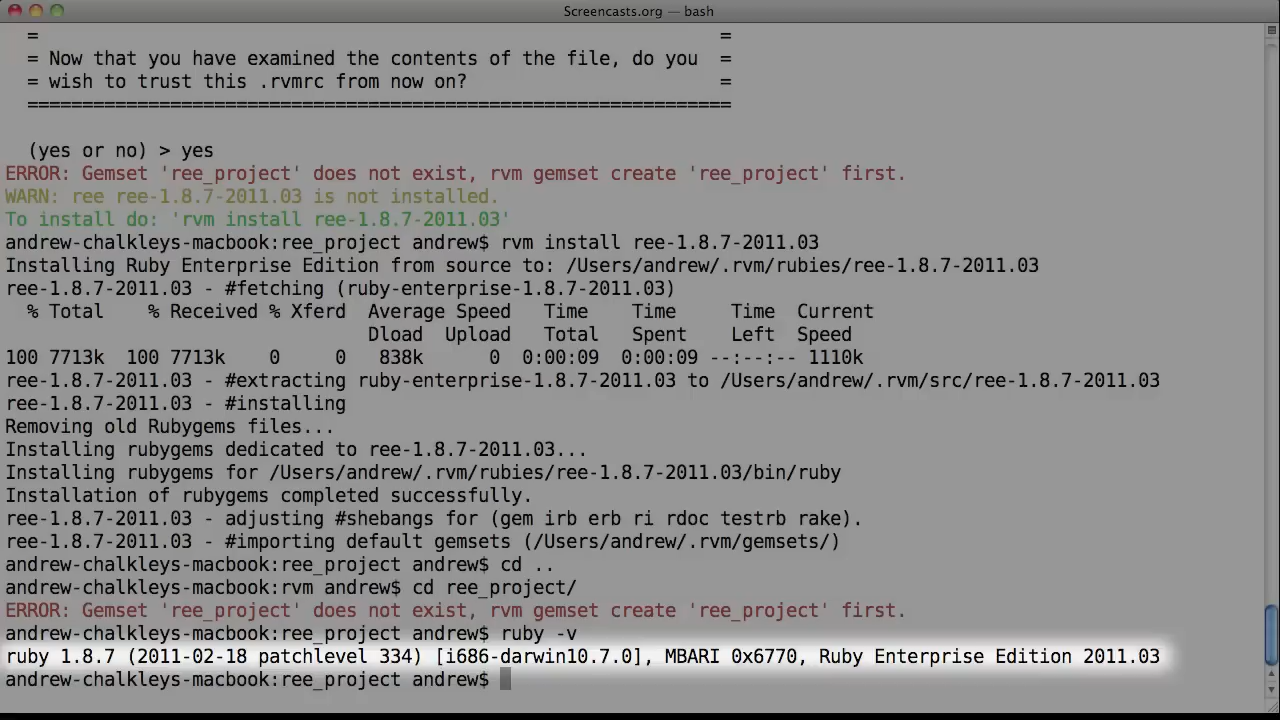 Screencasts.org — bash
= =
= Now that you have examined the contents of the file, do you =
= wish to trust this .rvmrc from now on? =
================================================================
(yes or no) > yes
ERROR: Gemset 'ree_project' does not exist, rvm gemset create 'ree_project' first.
WARN: ree ree-1.8.7-2011.03 is not installed.
To install do: 'rvm install ree-1.8.7-2011.03'
andrew-chalkleys-macbook:ree_project andrew$ rvm install ree-1.8.7-2011.03
Installing Ruby Enterprise Edition from source to: /Users/andrew/.rvm/rubies/ree-1.8.7-2011.03
ree-1.8.7-2011.03 - #fetching (ruby-enterprise-1.8.7-2011.03)
% Total % Received % Xferd Average Speed Time Time Time Current
Dload Upload Total Spent Left Speed
100 7713k 100 7713k 0 0 838k 0 0:00:09 0:00:09 --:--:-- 1110k
ree-1.8.7-2011.03 - #extracting ruby-enterprise-1.8.7-2011.03 to /Users/andrew/.rvm/src/ree-1.8.7-2011.03
ree-1.8.7-2011.03 - #installing
Removing old Rubygems files...
Installing rubygems dedicated to ree-1.8.7-2011.03...
Installing rubygems for /Users/andrew/.rvm/rubies/ree-1.8.7-2011.03/bin/ruby
Installation of rubygems completed successfully.
ree-1.8.7-2011.03 - adjusting #shebangs for (gem irb erb ri rdoc testrb rake).
ree-1.8.7-2011.03 - #importing default gemsets (/Users/andrew/.rvm/gemsets/)
andrew-chalkleys-macbook:ree_project andrew$ cd ..
andrew-chalkleys-macbook:rvm andrew$ cd ree_project/
ERROR: Gemset 'ree_project' does not exist, rvm gemset create 'ree_project' first.
andrew-chalkleys-macbook:ree_project andrew$ ruby -v
ruby 1.8.7 (2011-02-18 patchlevel 334) [i686-darwin10.7.0], MBARI 0x6770, Ruby Enterprise Edition 2011.03
andrew-chalkleys-macbook:ree_project andrew$